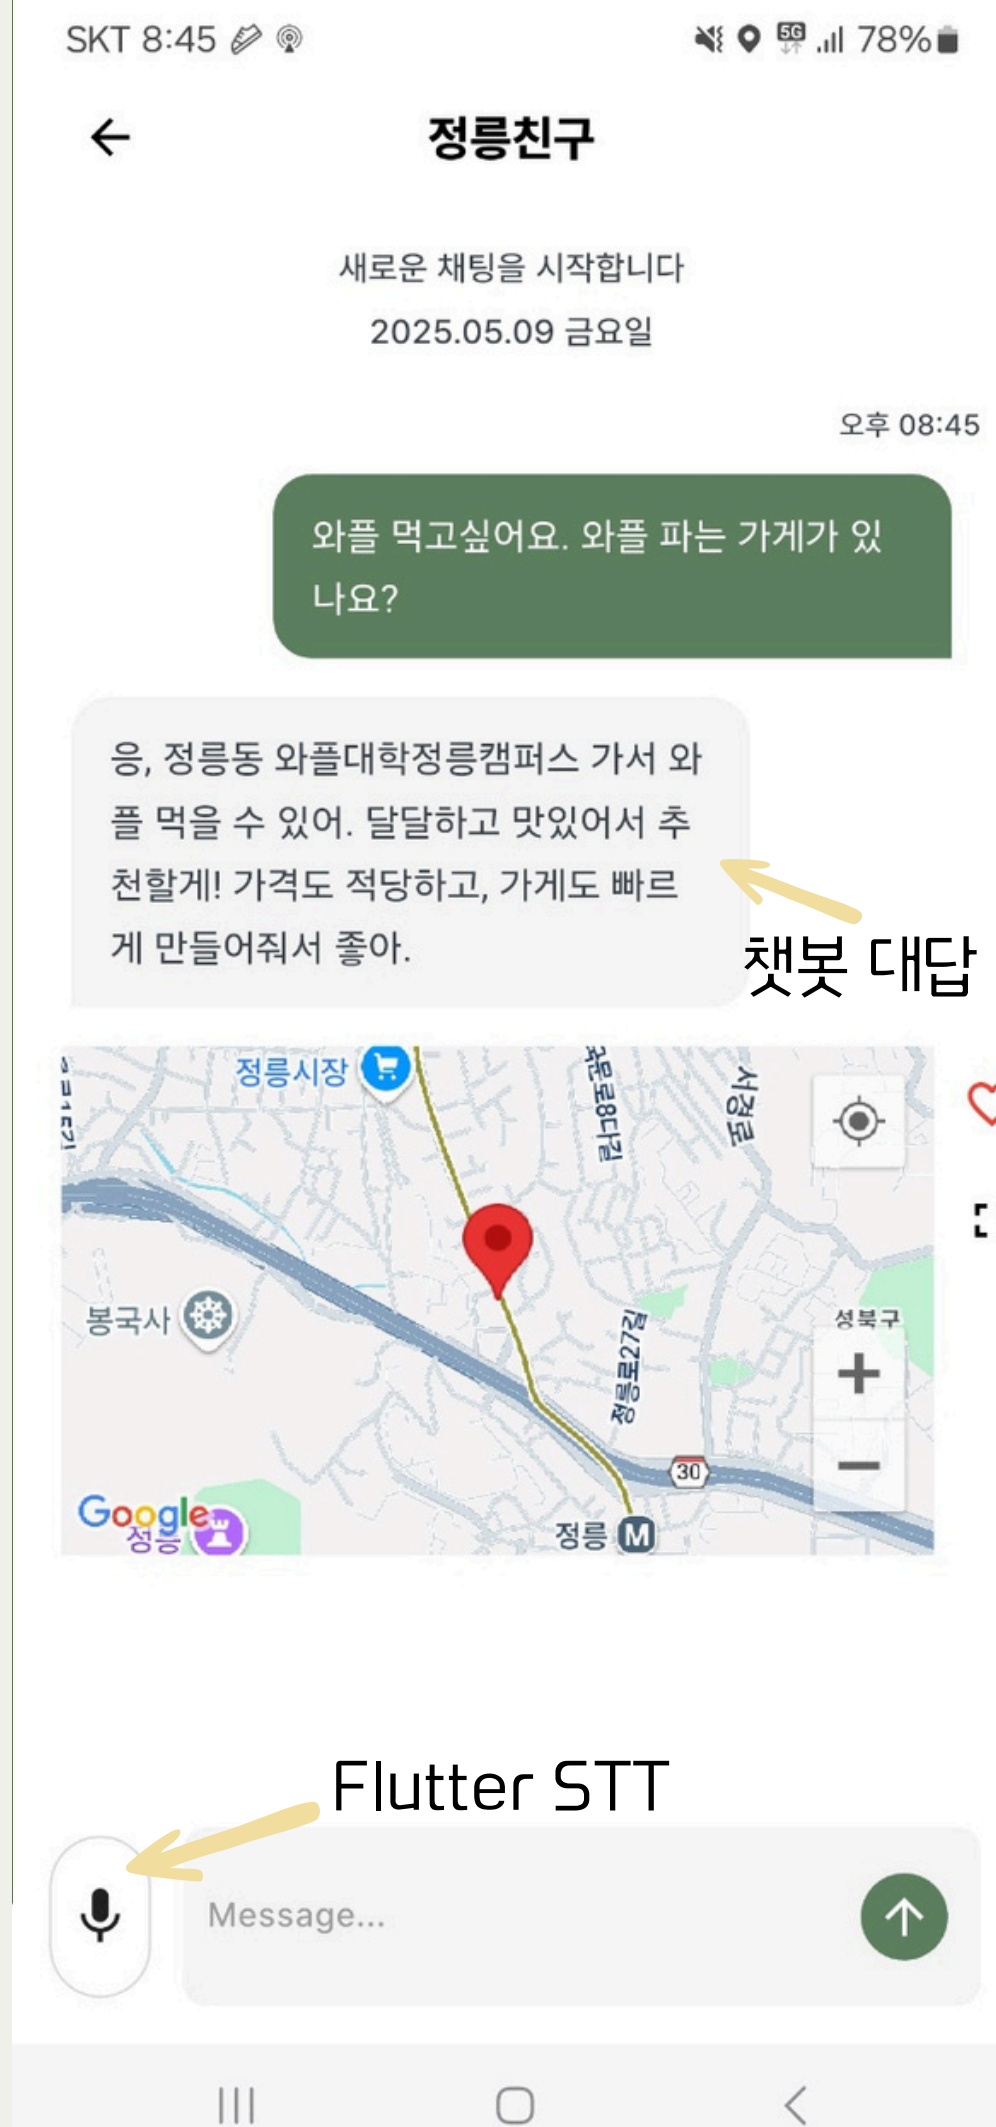 SKT 8:45
5G 78%
정릉친구
새로운 채팅을 시작합니다
2025.05.09 금요일
오후 08:45
와플 먹고싶어요. 와플 파는 가게가 있
나요?
응, 정릉동 와플대학정릉캠퍼스 가서 와
플 먹을 수 있어. 달달하고 맛있어서 추
천할게! 가격도 적당하고, 가게도 빠르
게 만들어줘서 좋아.
챗봇 대답
정릉시장
서경로
봉국사
성북구
정릉로27길
30
Google
정릉
정릉 M
Flutter STT
Message...